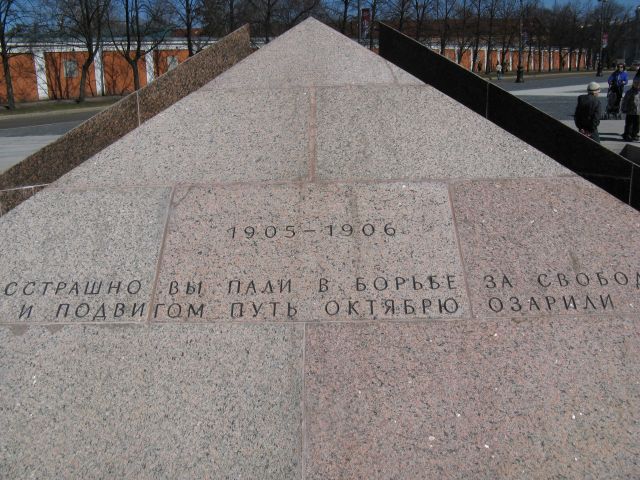 1905–1906
ССТРАШНО ВЫ ПАЛИ В БОРЬБЕ ЗА СВОБОД
И ПОДВИГОМ ПУТЬ ОКТЯБРЮ ОЗАРИЛИ